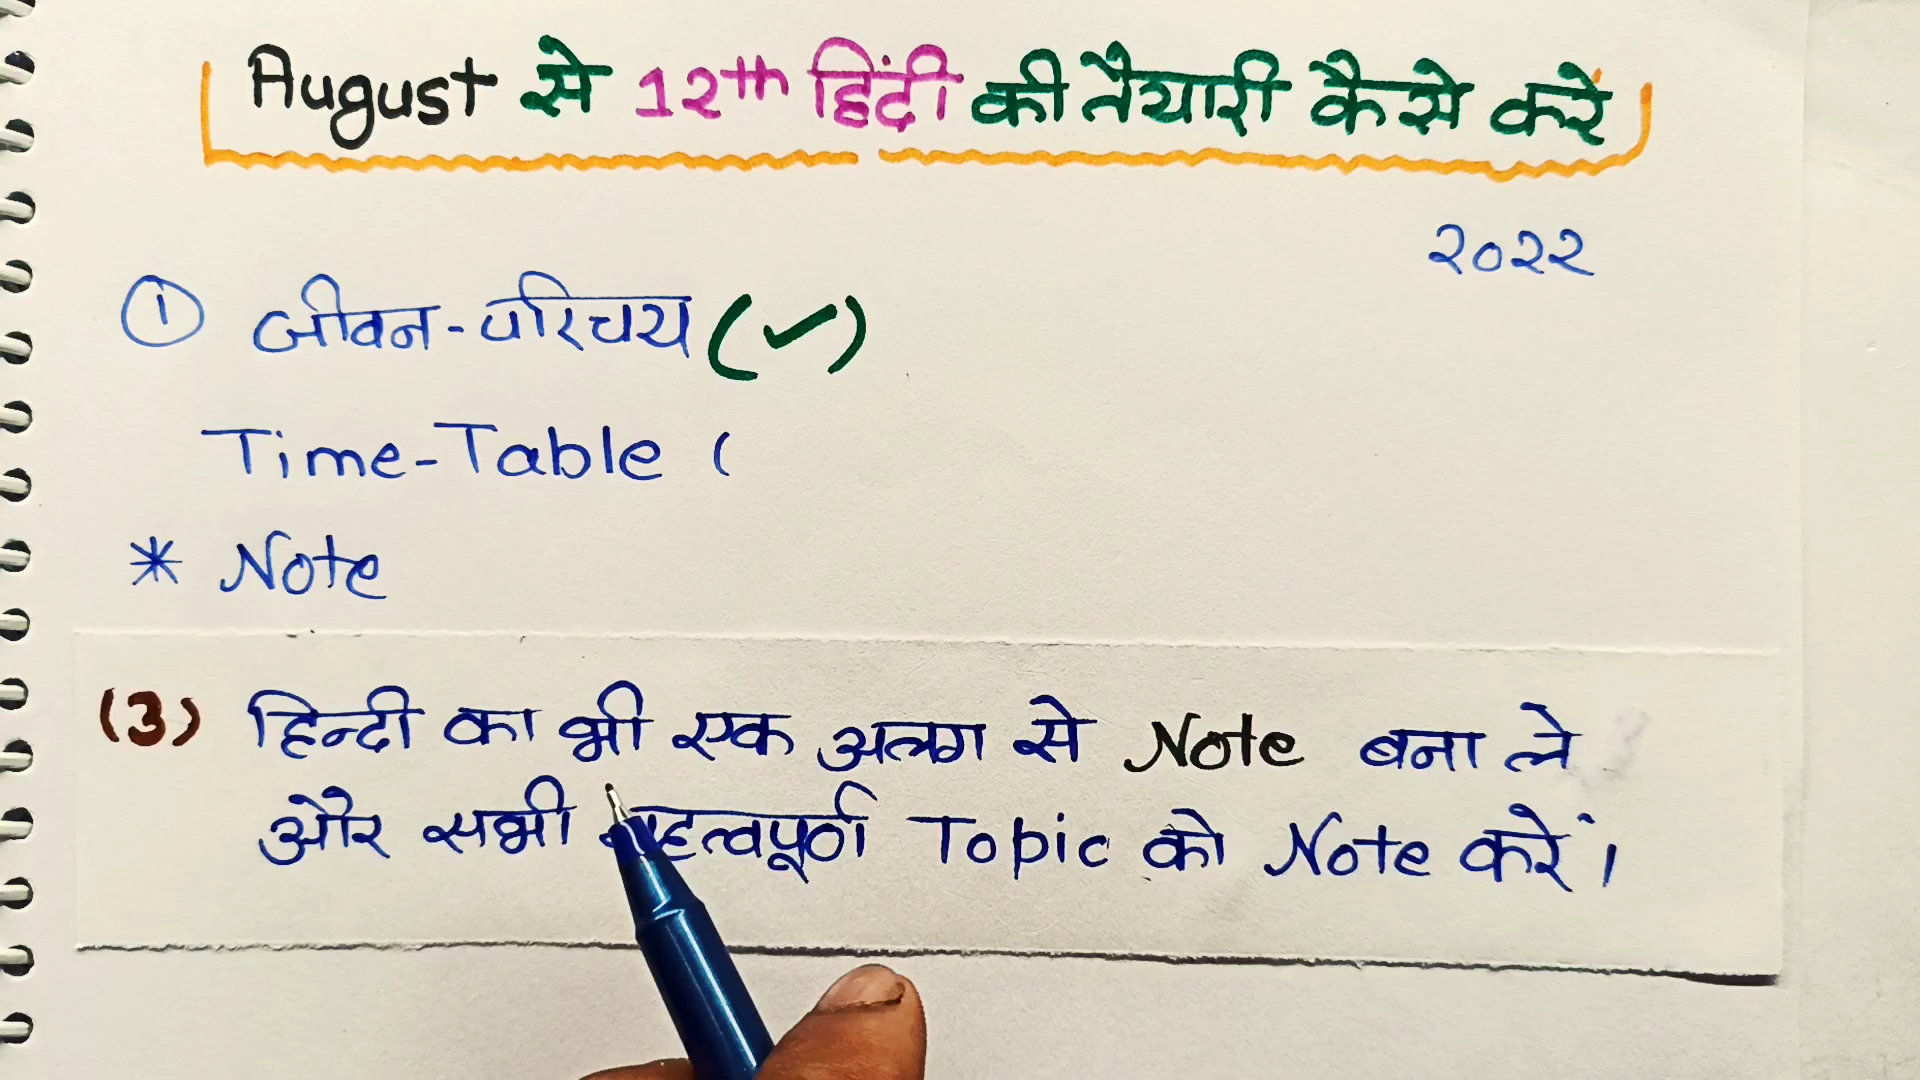 August से 12th हिंदी की तैयारी कैसे करें
२०२२
① जीवन-परिचय (✓)
Time-Table (
* Note
(3) हिन्दी का भी एक अलग से Note बना ले
और सभी महत्वपूर्ण Topic को Note करें।